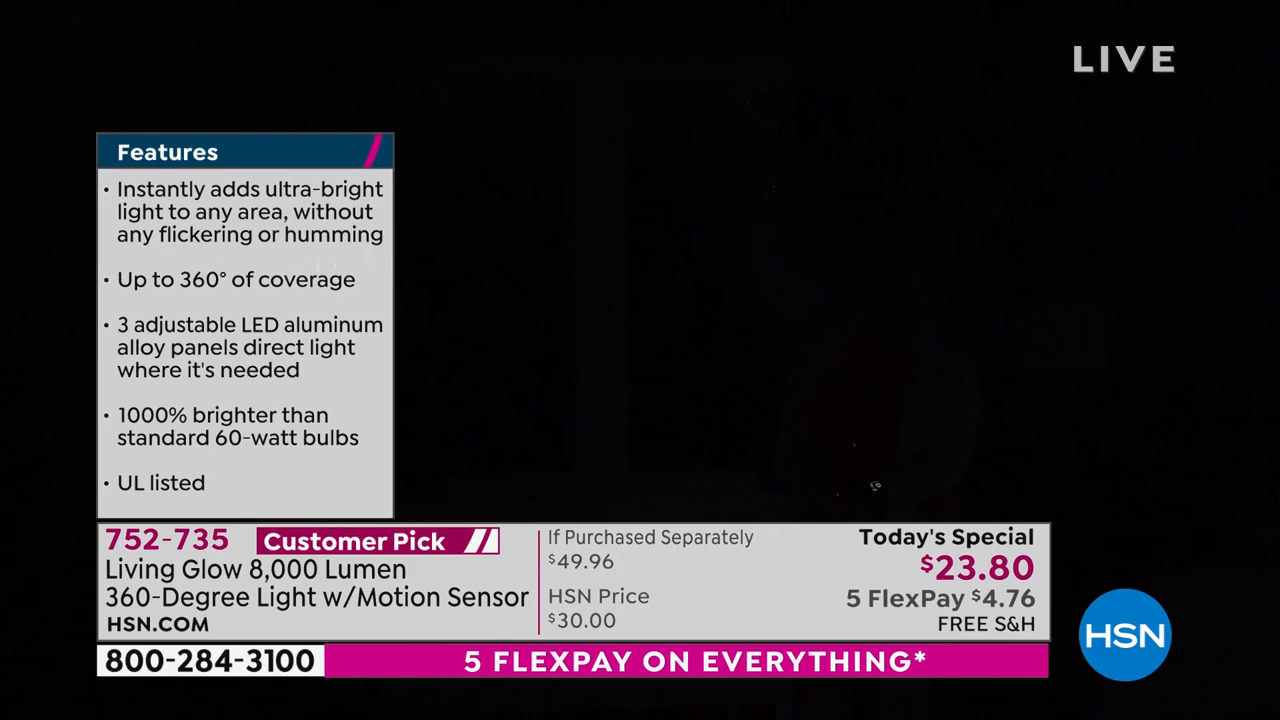 LIVE
Features
• Instantly adds ultra-bright
light to any area, without
any flickering or humming
• Up to 360° of coverage
• 3 adjustable LED aluminum
alloy panels direct light
where it's needed
• 1000% brighter than
standard 60-watt bulbs
• UL listed
752-735 Customer Pick
Living Glow 8,000 Lumen
360-Degree Light w/Motion Sensor
HSN.COM
If Purchased Separately
$49.96
HSN Price
$30.00
Today's Special
$23.80
5 FlexPay $4.76
FREE S&H
800-284-3100
5 FLEXPAY ON EVERYTHING*
HSN